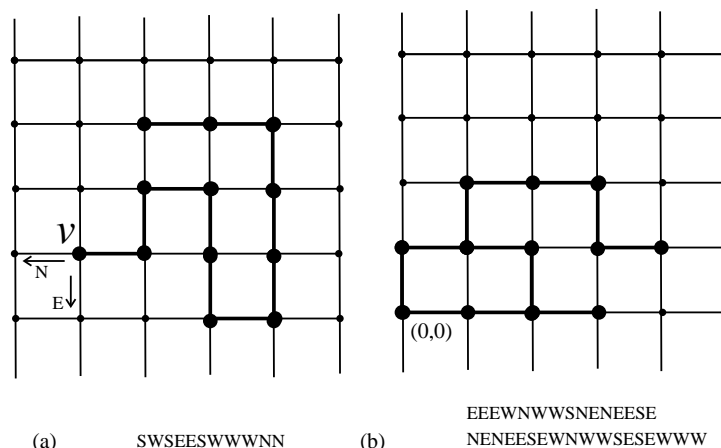 v
N
E
(0,0)
(a) SWSEESWWWNN
(b) EEEWNWWSNENEESE
NENEESEWNWWSESEWWW